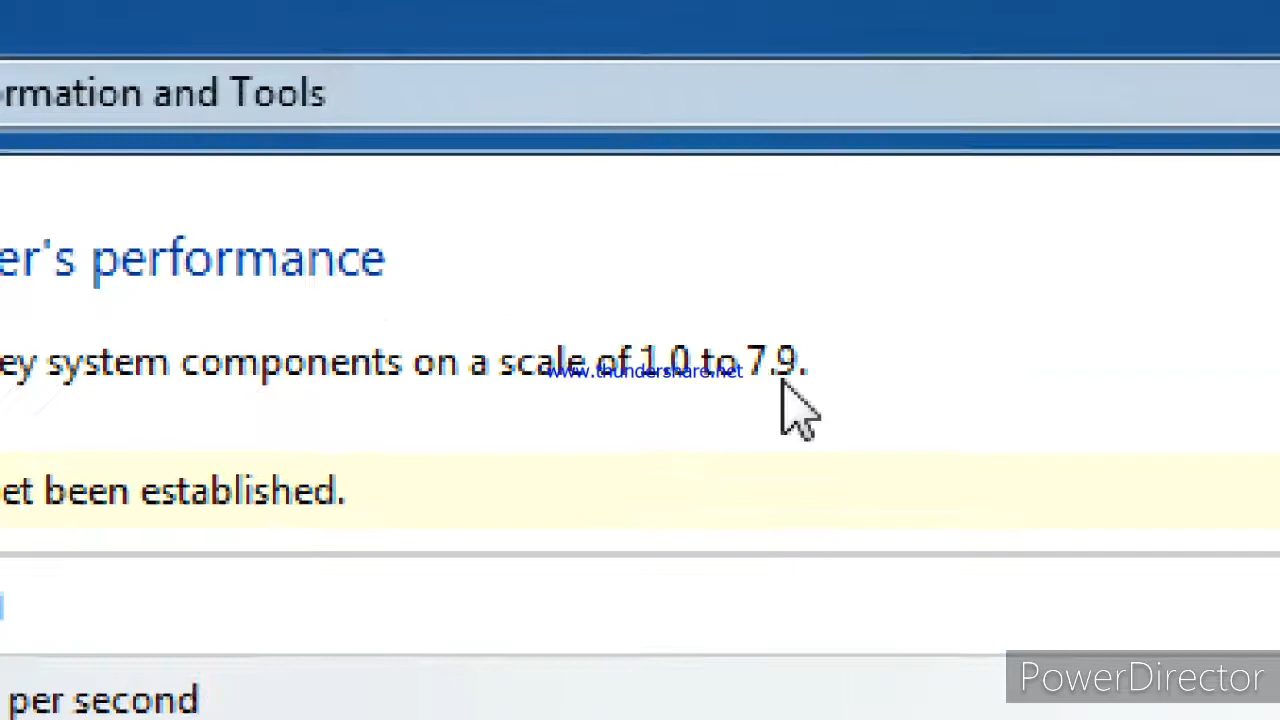 ormation and Tools
er's performance
ey system components on a scale of 1.0 to 7.9.
www.thundershare.net
et been established.
per second
PowerDirector